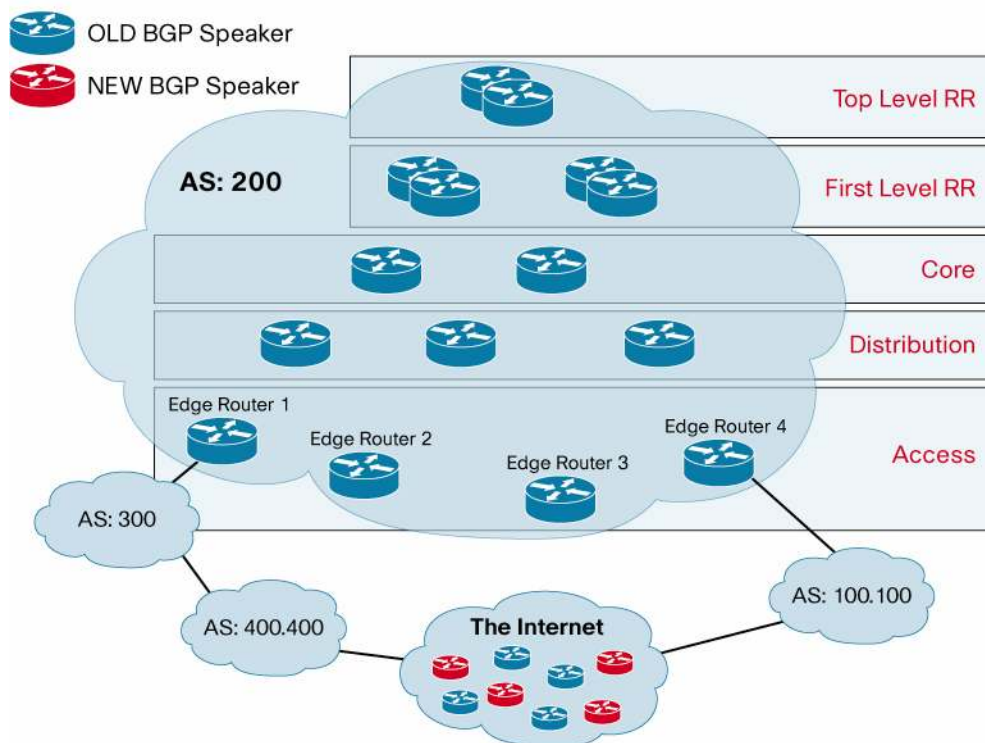 OLD BGP Speaker
NEW BGP Speaker
Top Level RR
AS: 200
First Level RR
Core
Distribution
Edge Router 1
Edge Router 2
Edge Router 3
Edge Router 4
Access
AS: 300
AS: 400.400
The Internet
AS: 100.100